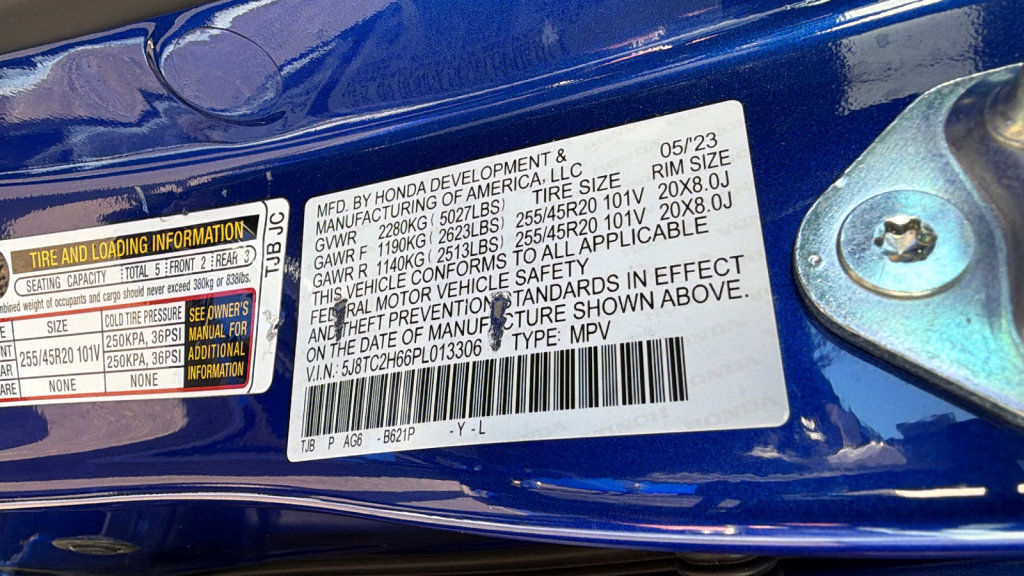 TIRE AND LOADING INFORMATION
SEATING CAPACITY TOTAL 5 FRONT 2 REAR 3
of occupants and cargo should never exceed 380kg or 838lbs.
SIZE COLD TIRE PRESSURE SEE OWNER'S
255/45R20 101V 250KPA, 36PSI MANUAL FOR
250KPA, 36PSI ADDITIONAL
NONE NONE INFORMATION
TJB JC
MFD. BY HONDA DEVELOPMENT & 05/'23
MANUFACTURING OF AMERICA, LLC
TIRE SIZE RIM SIZE
GVWR 2280KG ( 5027LBS)
GAWR F 1190KG ( 2623LBS) 255/45R20 101V 20X8.0J
GAWR R 1140KG ( 2513LBS) 255/45R20 101V 20X8.0J
THIS VEHICLE CONFORMS TO ALL APPLICABLE
FEDERAL MOTOR VEHICLE SAFETY
AND THEFT PREVENTION STANDARDS IN EFFECT
ON THE DATE OF MANUFACTURE SHOWN ABOVE.
V.I.N.: 5J8TC2H66PL013306 TYPE: MPV
TJB P AG6 - B621P - Y - L